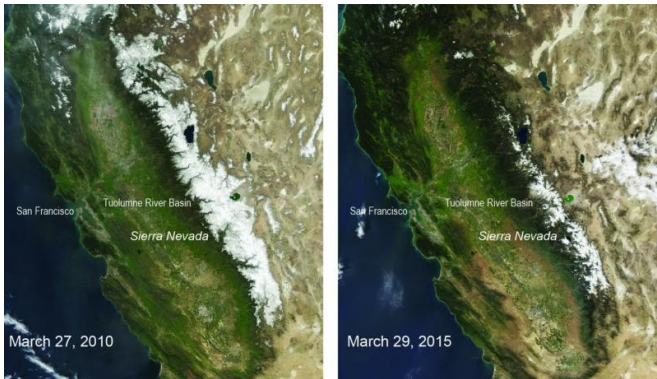 San Francisco
Tuolumne River Basin
Sierra Nevada
March 27, 2010
San Francisco
Tuolumne River Basin
Sierra Nevada
March 29, 2015